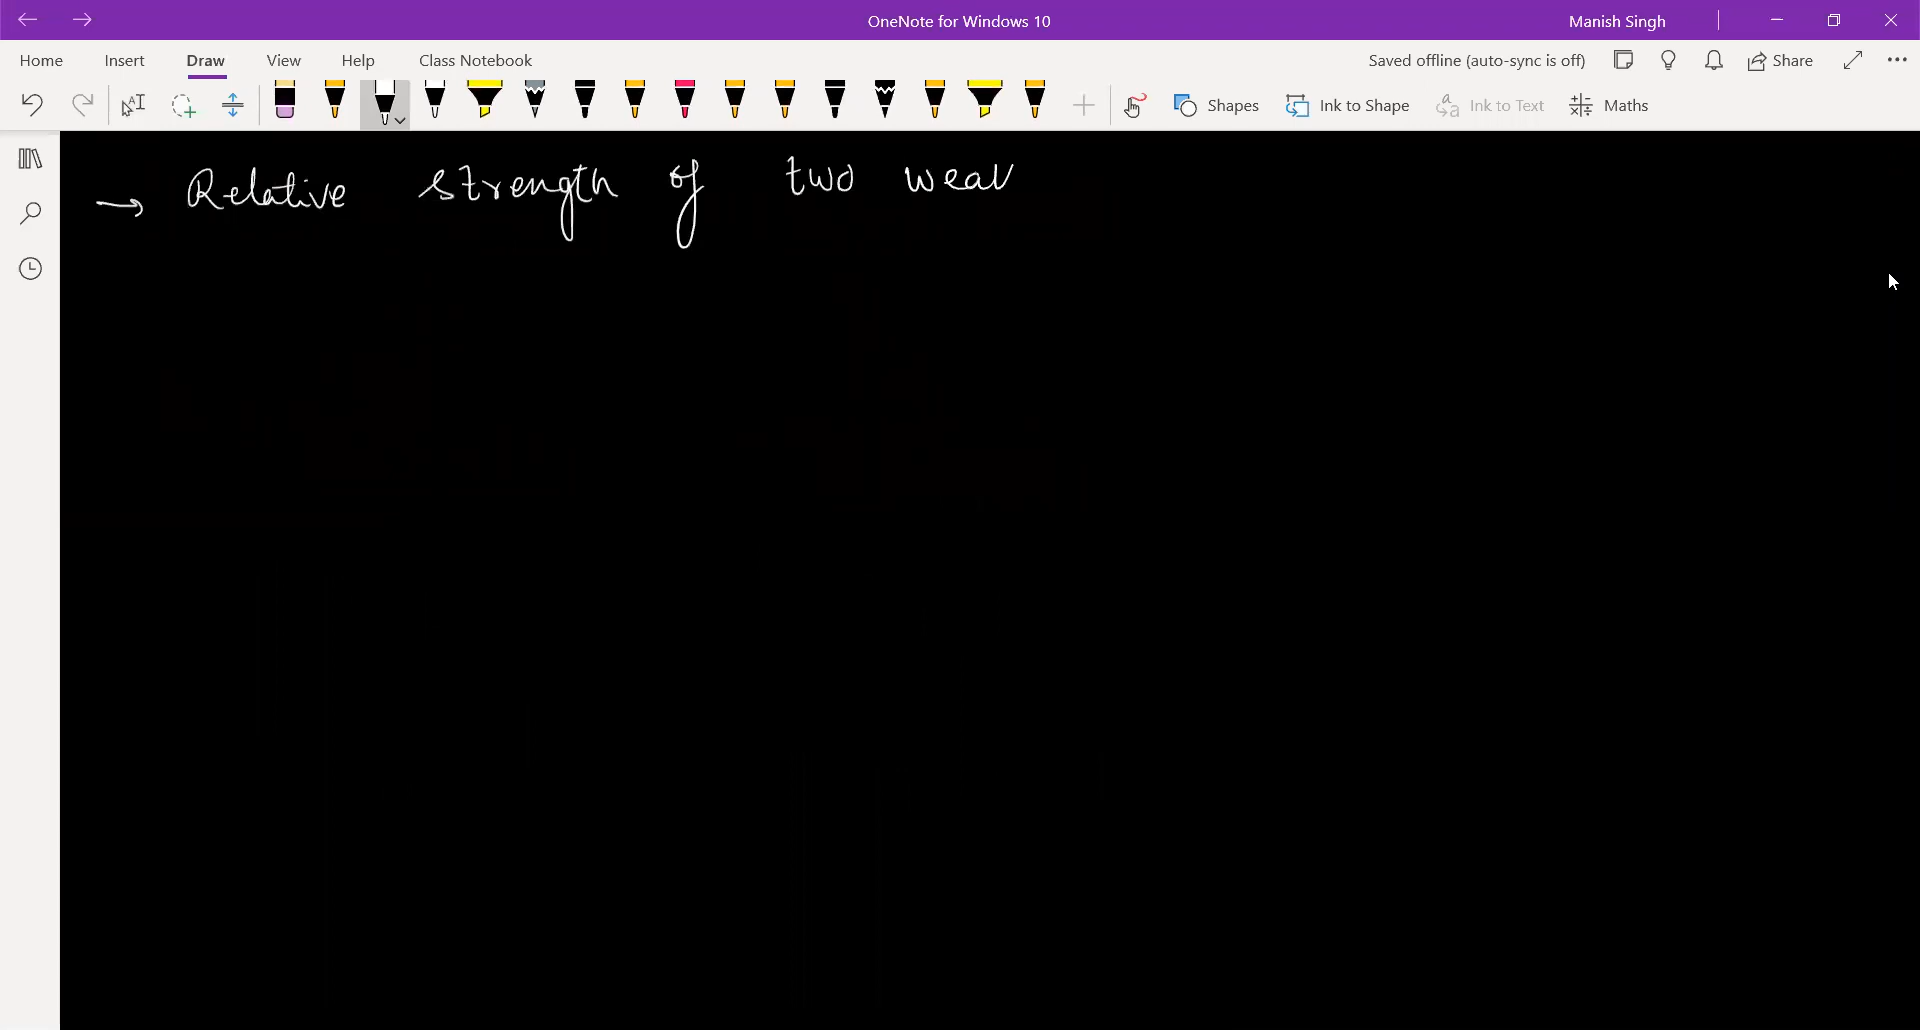 OneNote for Windows 10
Manish Singh
Home Insert Draw View Help Class Notebook
Saved offline (auto-sync is off) Share
Shapes Ink to Shape Ink to Text Maths
→ Relative strength of two